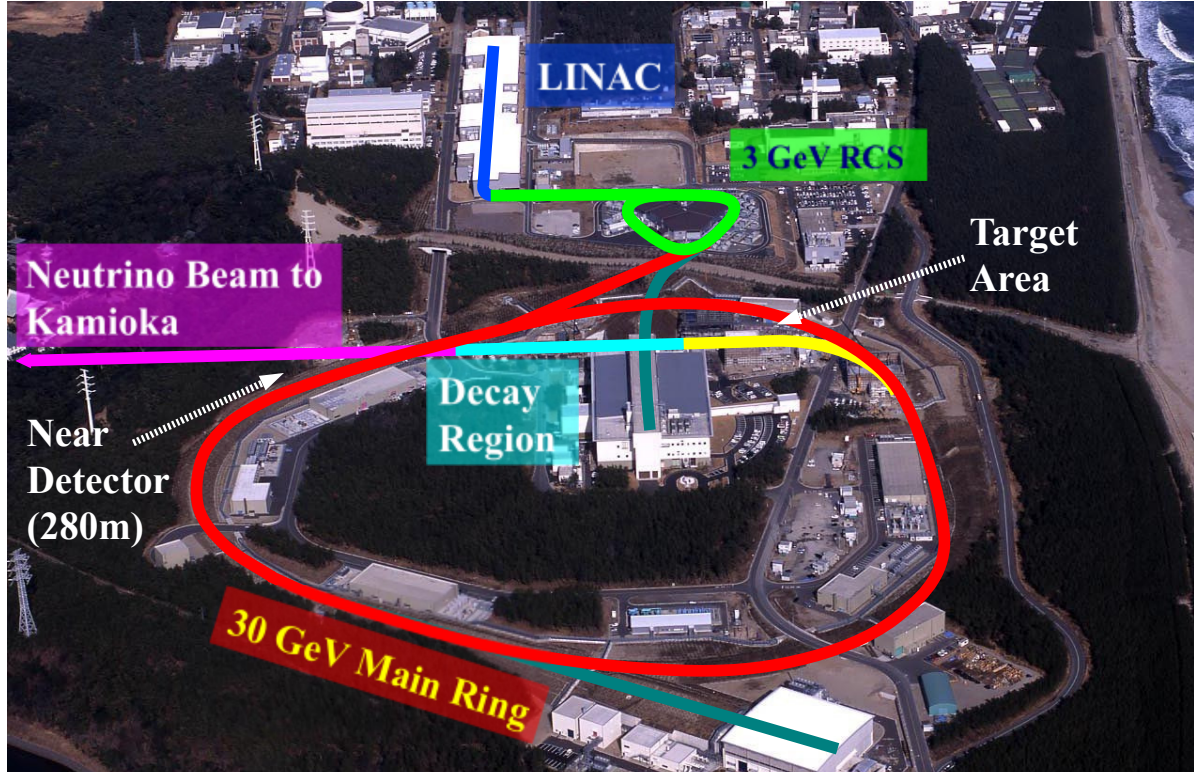 LINAC
3 GeV RCS
Target
Area
Neutrino Beam to
Kamioka
Decay
Region
Near
Detector
(280m)
30 GeV Main Ring